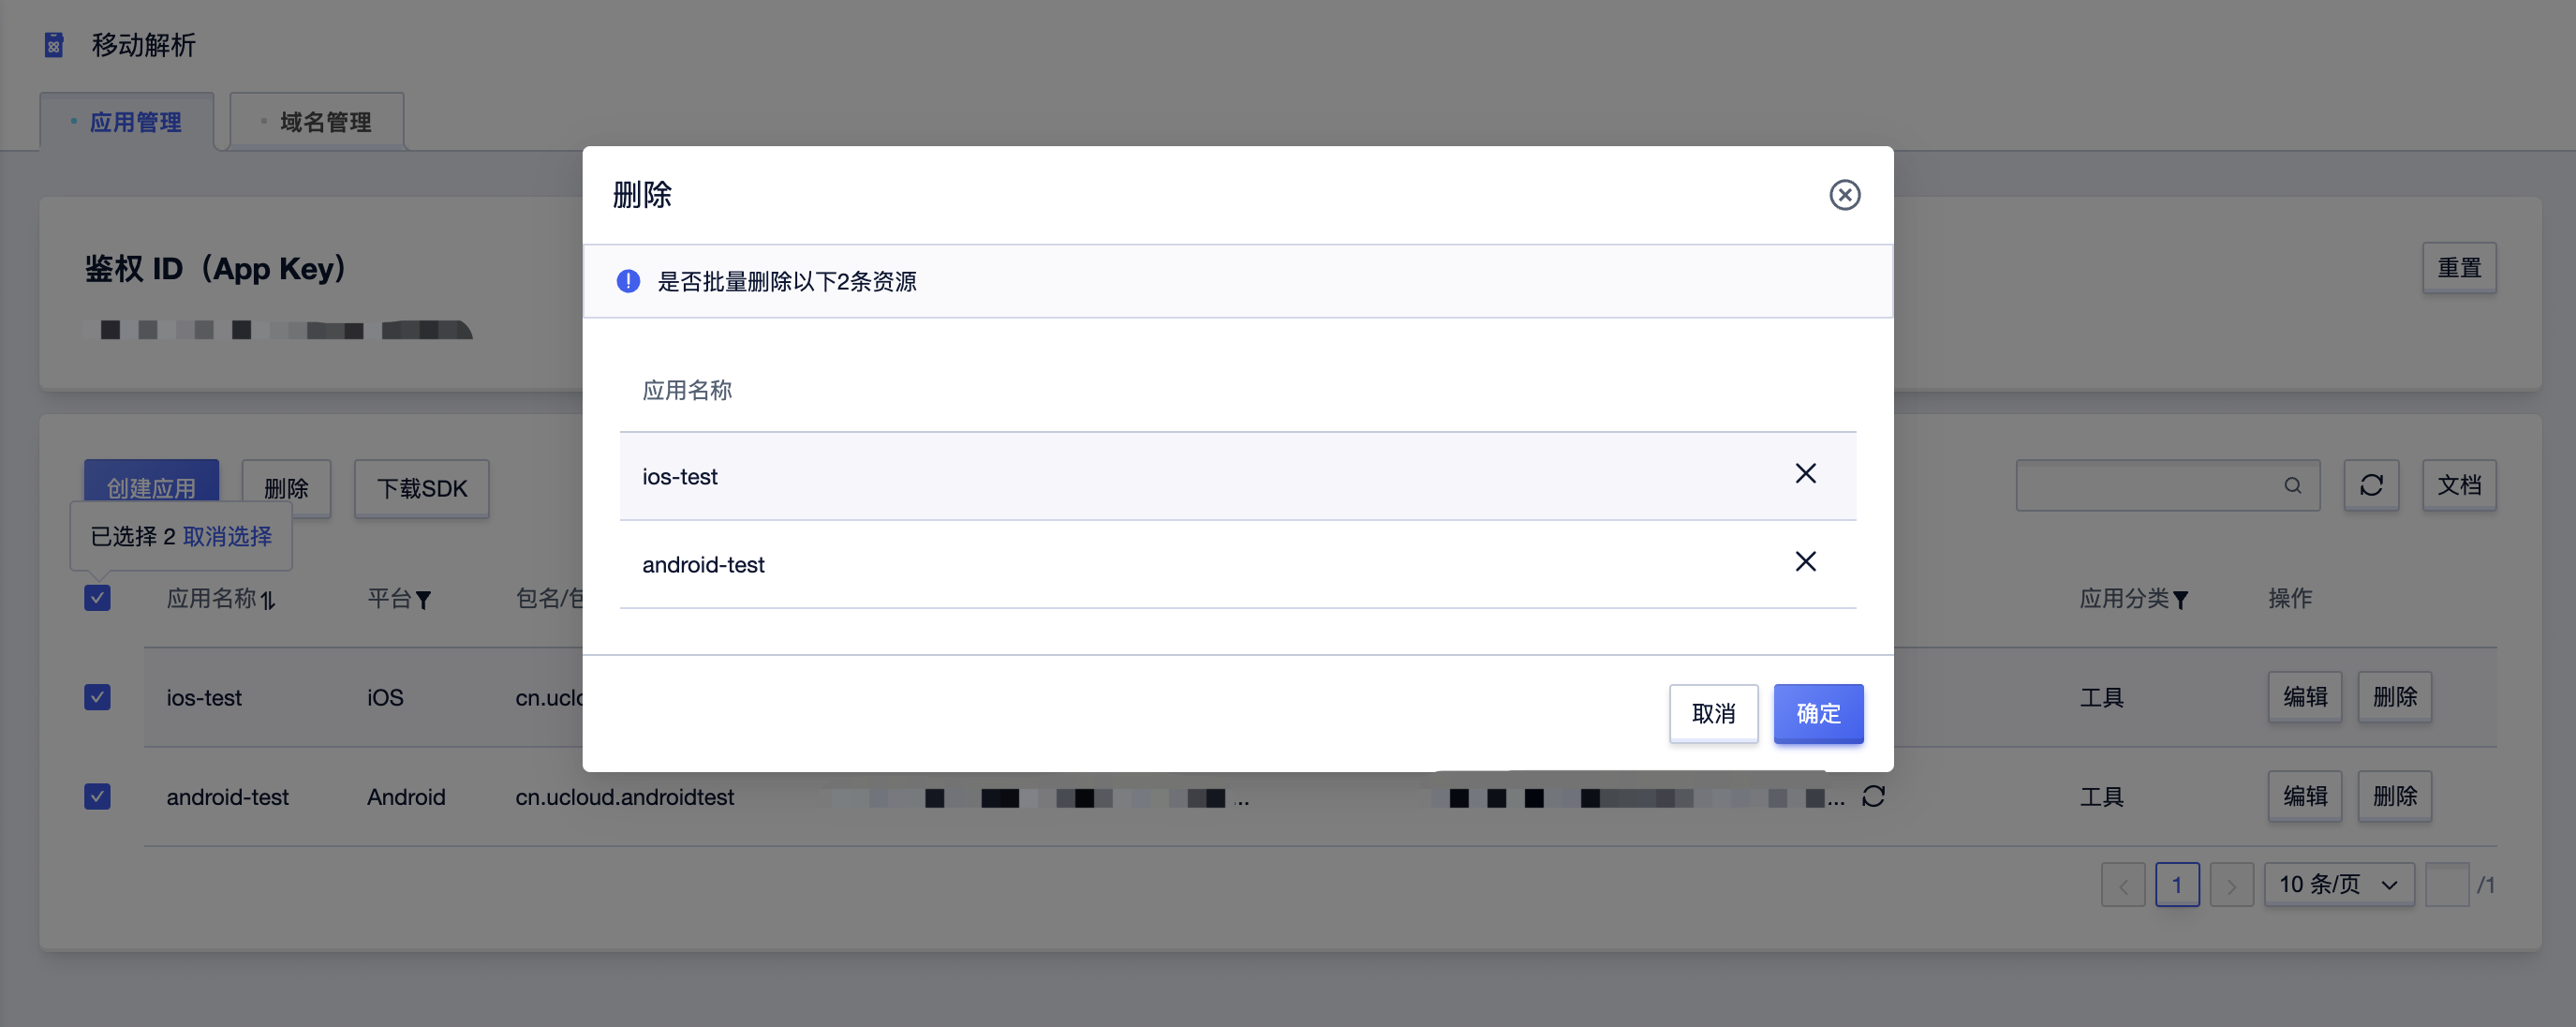 移动解析
应用管理
域名管理
鉴权 ID（App Key）
重置
创建应用
删除
下载SDK
文档
已选择 2 取消选择
应用名称
平台
包名/包
应用分类
操作
ios-test
iOS
cn.uclo
工具
编辑
删除
android-test
Android
cn.ucloud.androidtest
...
...
工具
编辑
删除
1
10 条/页
/1
删除
是否批量删除以下2条资源
应用名称
ios-test
android-test
取消
确定